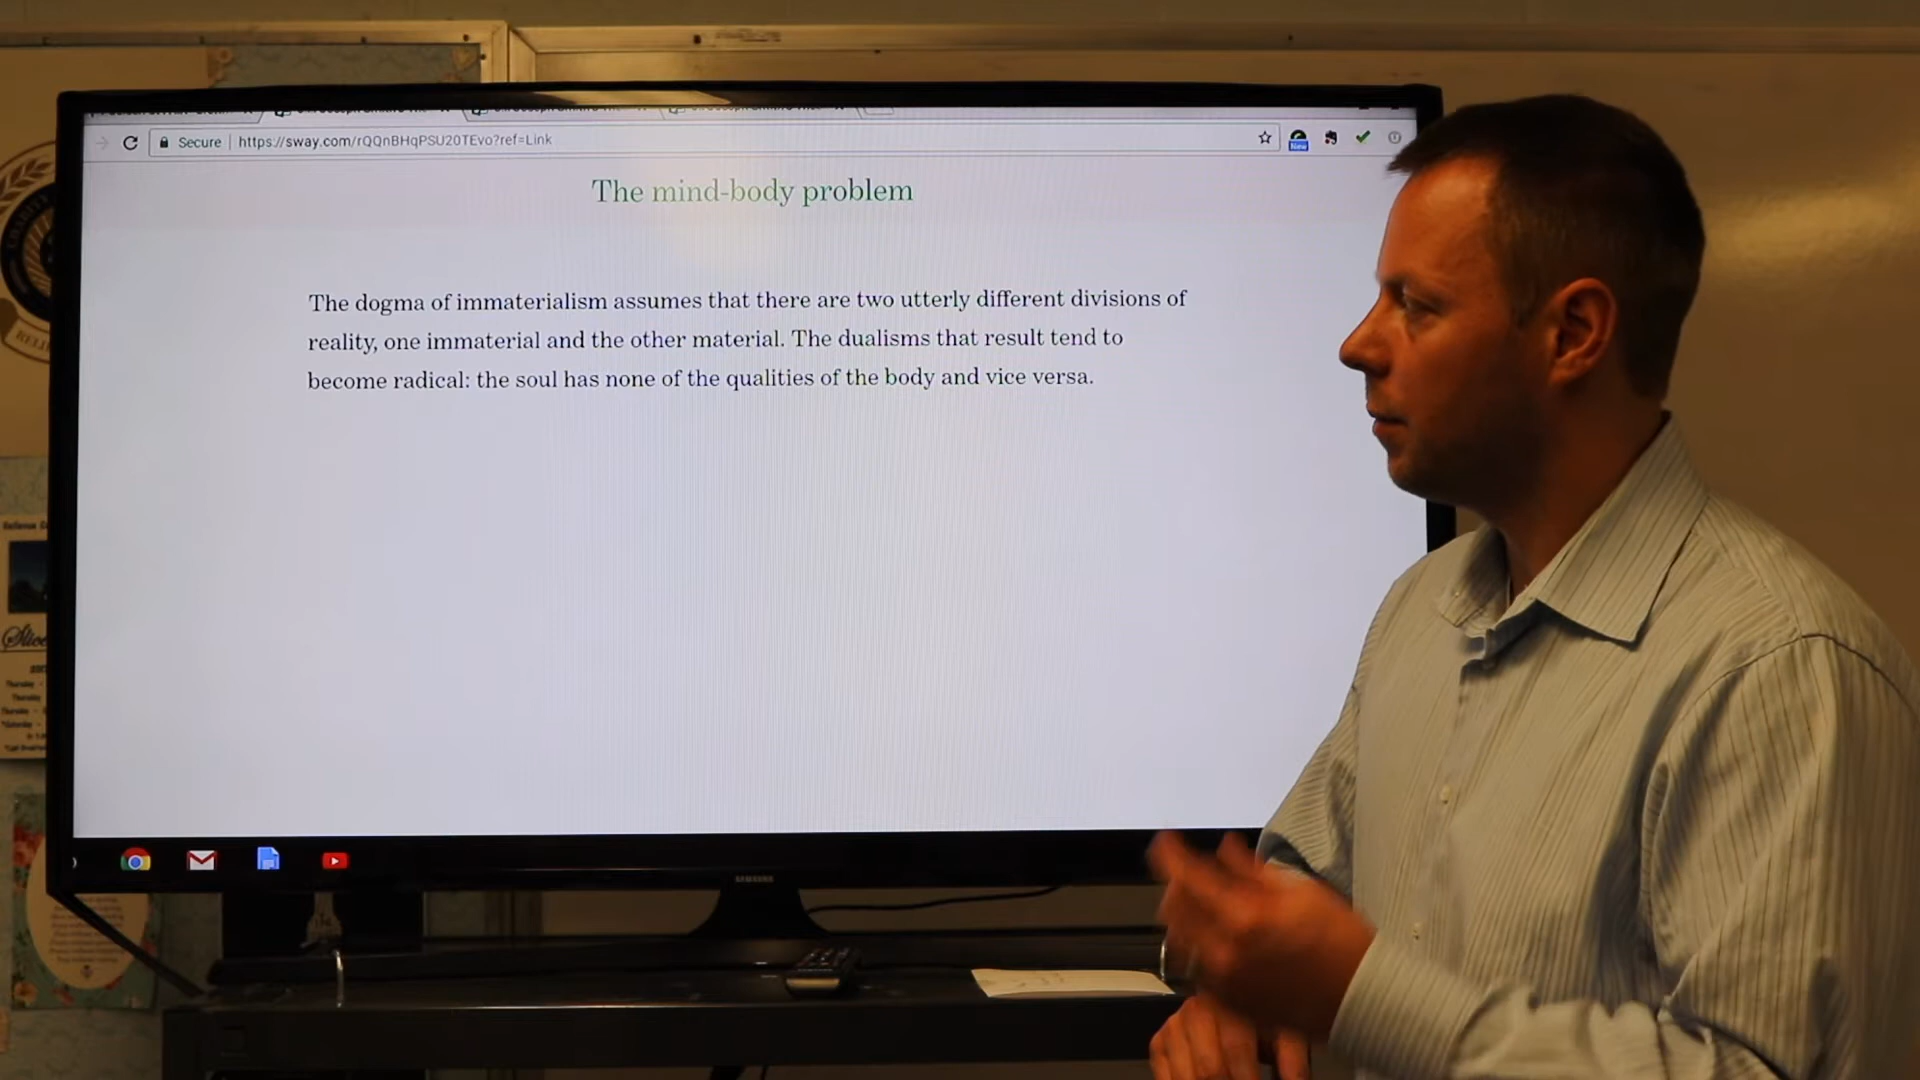 Secure
https://sway.com/rQQnBHqPSU20TEvo?ref=Link
New
The mind-body problem
The dogma of immaterialism assumes that there are two utterly different divisions of
reality, one immaterial and the other material. The dualisms that result tend to
become radical: the soul has none of the qualities of the body and vice versa.
SAMSUNG